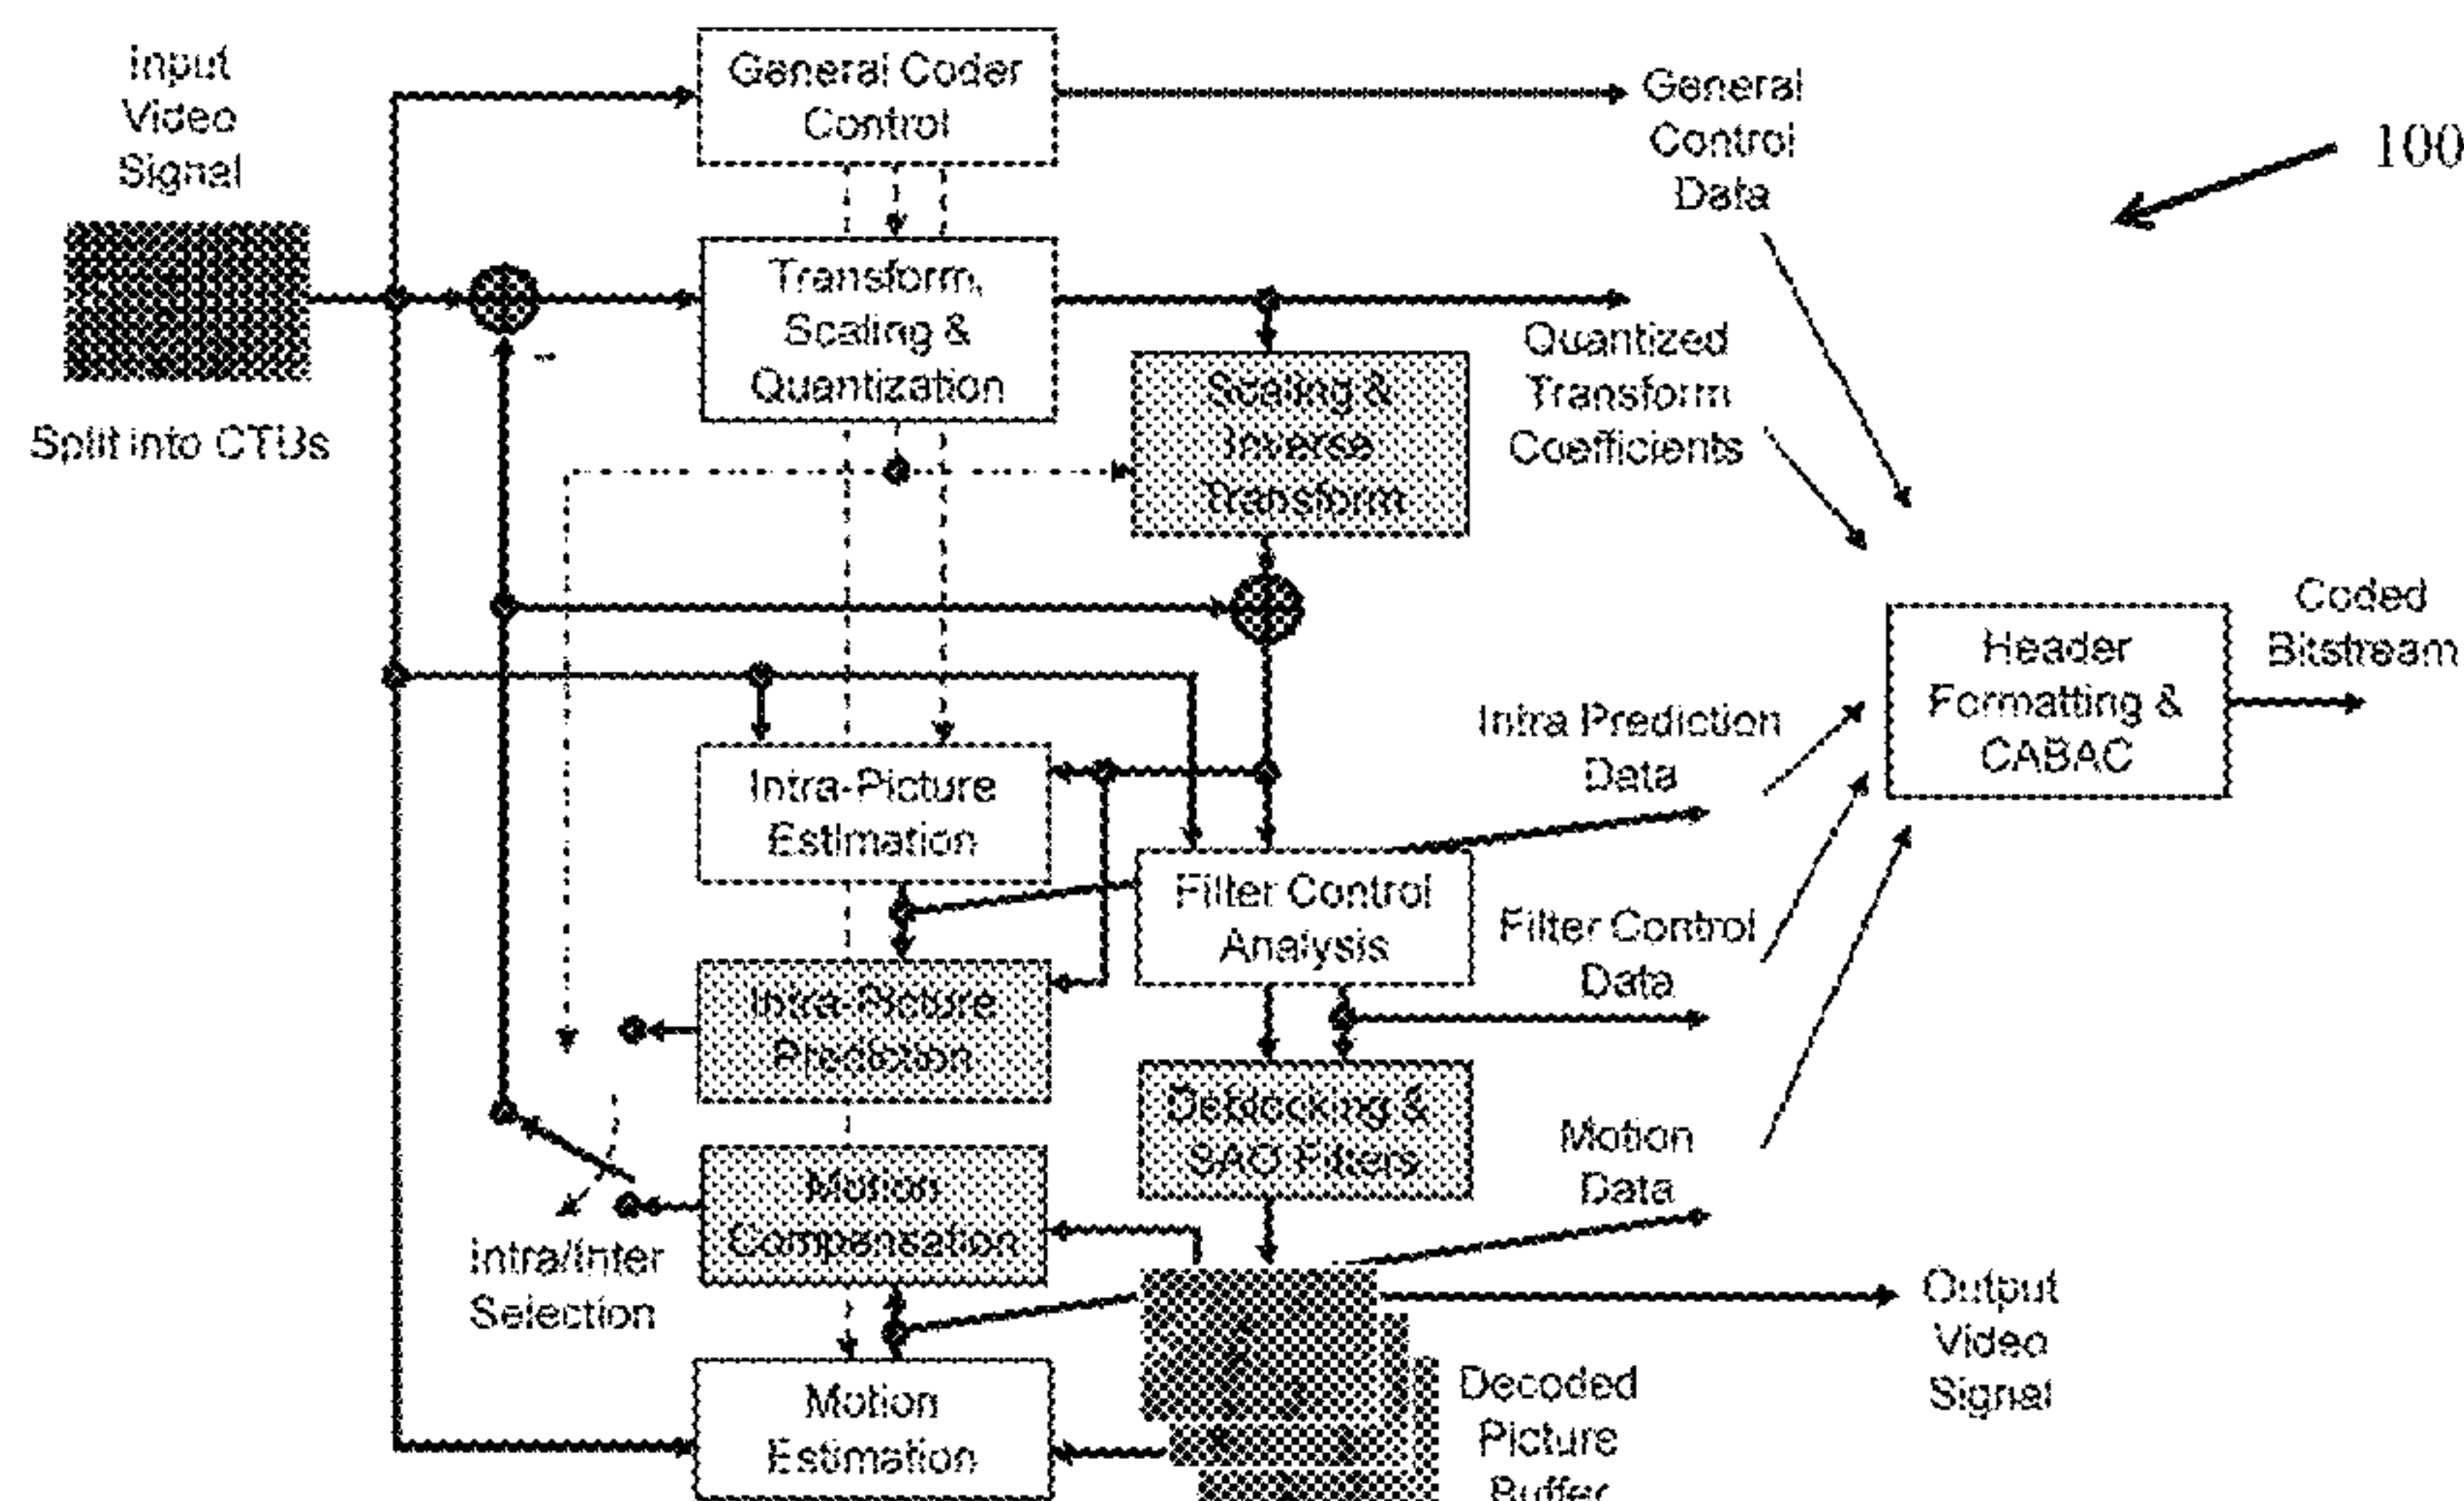 Input
Video
Signal
Split into CTUs
General Coder
Control
General
Control
Data
100
Transform,
Scaling &
Quantization
Quantized
Transform
Coefficients
Scaling &
Inverse
Transform
Coded
Bitstream
Header
Formatting &
CABAC
Intra Prediction
Data
Intra-Picture
Estimation
Filter Control
Analysis
Filter Control
Data
Intra-Picture
Prediction
Deblocking &
SAO Filters
Motion
Data
Motion
Compensation
Intra/Inter
Selection
Output
Video
Signal
Motion
Estimation
Decoded
Picture
Buffer